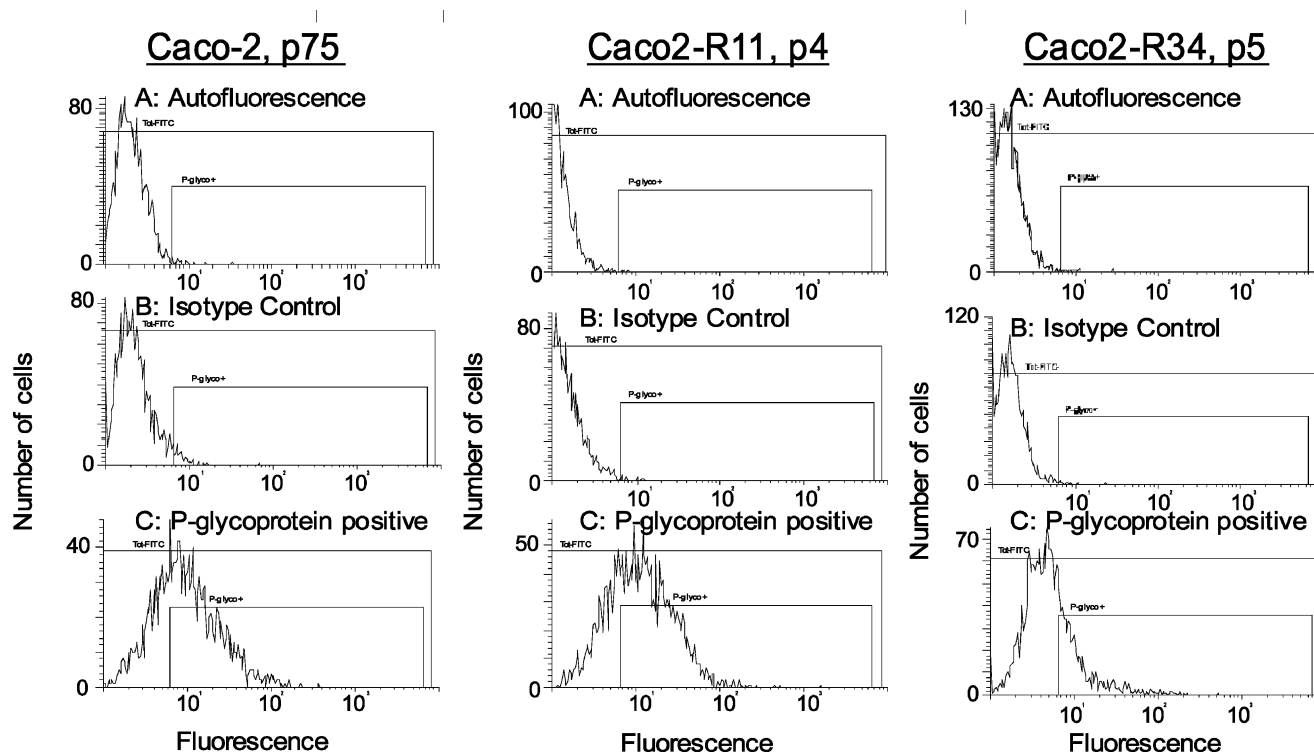 Caco-2, p75
A: Autofluorescence
80
Tot-FITC
P-glyco+
0
10¹ 10² 10³
B: Isotype Control
80
Tot-FITC
P-glyco+
0
10¹ 10² 10³
C: P-glycoprotein positive
40
Tot-FITC
P-glyco+
0
10¹ 10² 10³
Number of cells
Fluorescence
Caco2-R11, p4
A: Autofluorescence
100
Tot-FITC
P-glyco+
0
10¹ 10² 10³
B: Isotype Control
80
Tot-FITC
P-glyco+
0
10¹ 10² 10³
C: P-glycoprotein positive
50
Tot-FITC
P-glyco+
0
10¹ 10² 10³
Number of cells
Fluorescence
Caco2-R34, p5
A: Autofluorescence
130
Tot-FITC
0
10¹ 10² 10³
B: Isotype Control
120
Tot-FITC
P-glyco+
0
10¹ 10² 10³
C: P-glycoprotein positive
70
Tot-FITC
P-glyco+
0
10¹ 10² 10³
Number of cells
Fluorescence